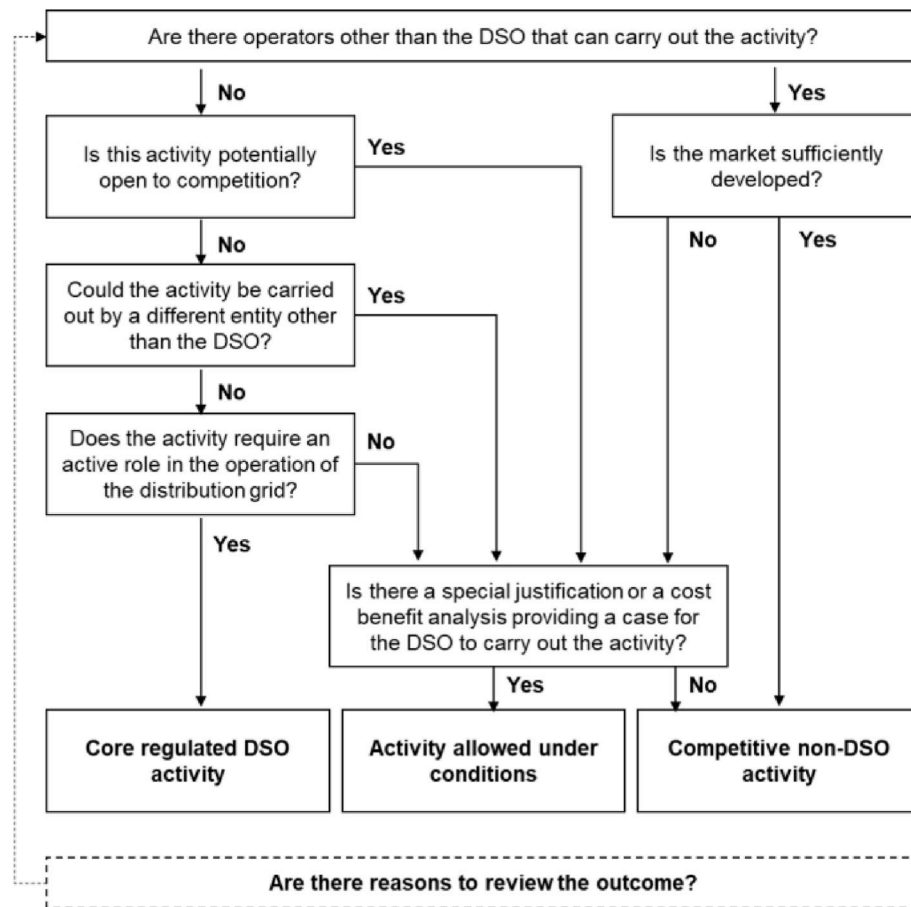 Are there operators other than the DSO that can carry out the activity?
No
Yes
Is this activity potentially
open to competition?
Yes
Is the market sufficiently
developed?
No
No
Yes
Could the activity be carried
out by a different entity other
than the DSO?
Yes
No
Does the activity require an
active role in the operation of
the distribution grid?
No
Yes
Is there a special justification or a cost
benefit analysis providing a case for
the DSO to carry out the activity?
Yes
No
Core regulated DSO
activity
Activity allowed under
conditions
Competitive non-DSO
activity
Are there reasons to review the outcome?